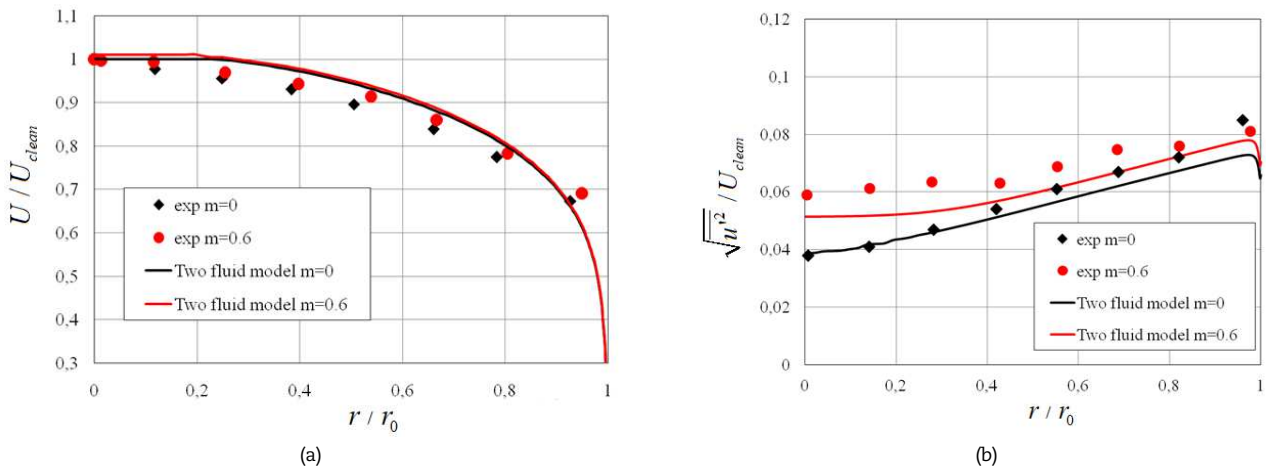 1,1
1
0,9
0,8
0,7
0,6
0,5
0,4
0,3
U / U_clean
exp m=0
exp m=0.6
Two fluid model m=0
Two fluid model m=0.6
0 0,2 0,4 0,6 0,8 1
r / r_0
(a)
0,12
0,1
0,08
0,06
0,04
0,02
0
√u'² / U_clean
exp m=0
exp m=0.6
Two fluid model m=0
Two fluid model m=0.6
0 0,2 0,4 0,6 0,8 1
r / r_0
(b)